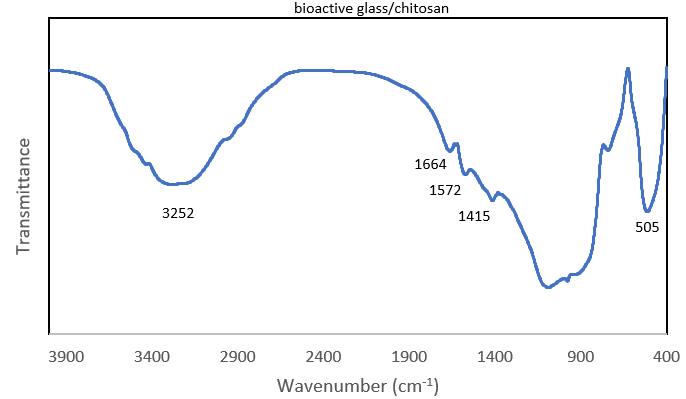 bioactive glass/chitosan
Transmittance
1664
1572
1415
3252
505
3900 3400 2900 2400 1900 1400 900 400
Wavenumber (cm⁻¹)